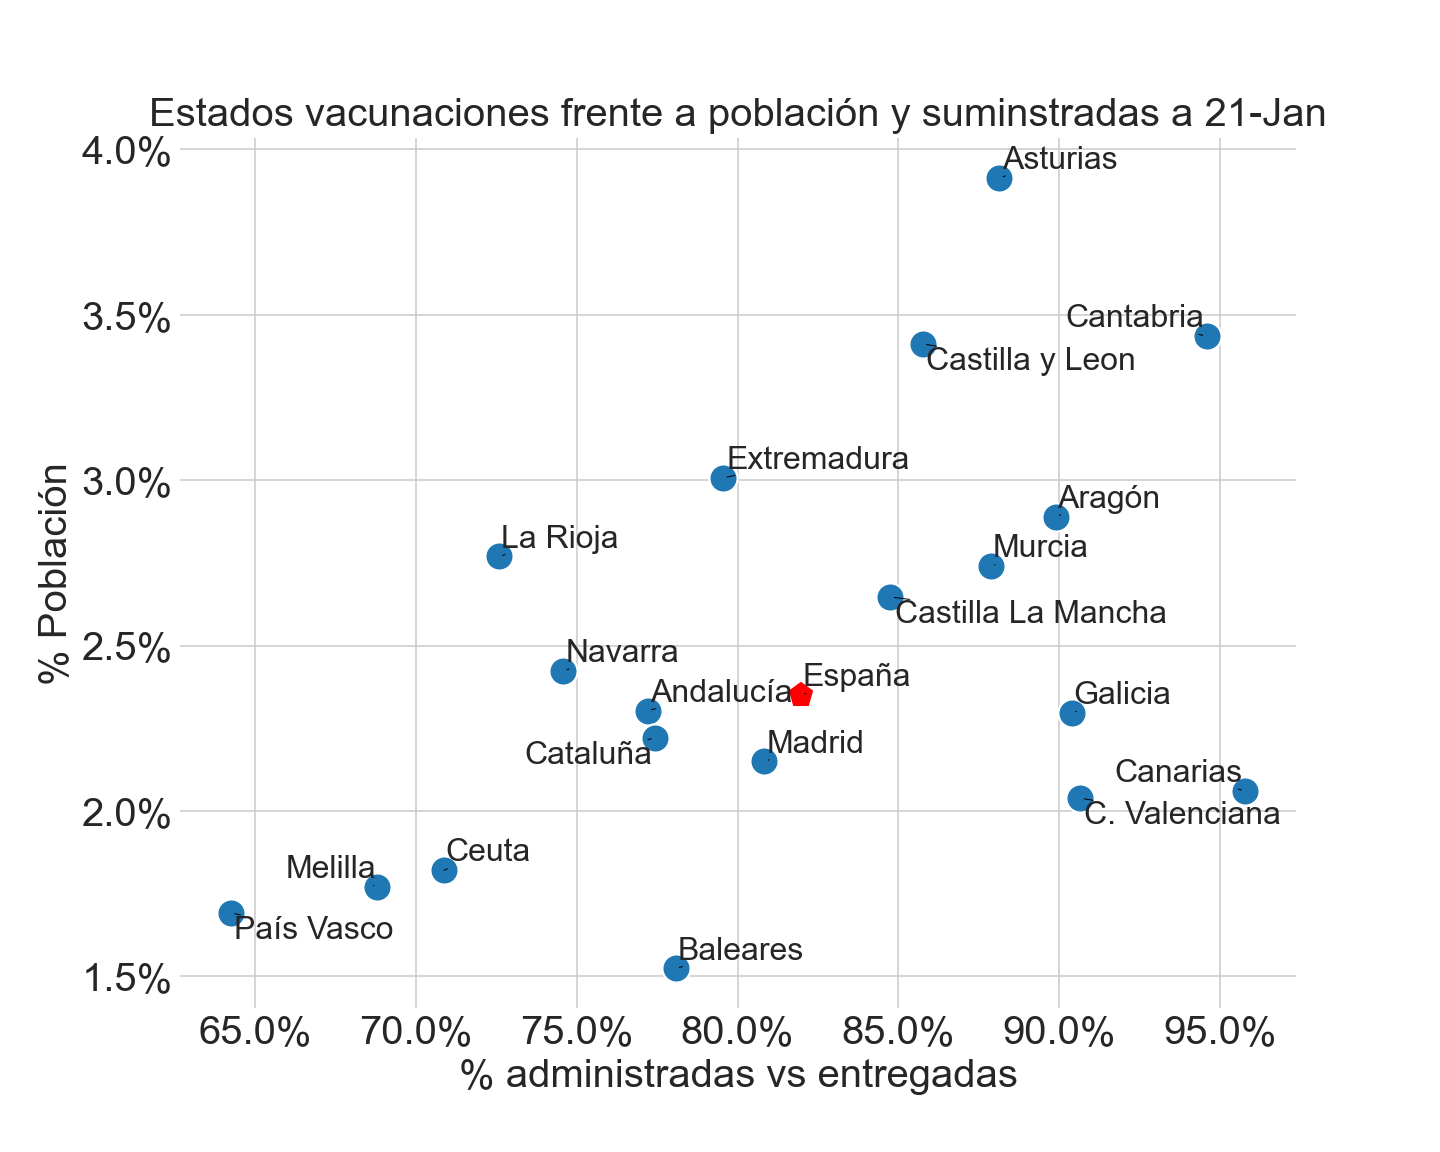 Estados vacunaciones frente a población y suminstradas a 21-Jan
4.0%
Asturias
3.5%
Cantabria
Castilla y Leon
Extremadura
3.0%
Aragón
La Rioja
Murcia
Castilla La Mancha
% Población
2.5%
Navarra
España
Andalucía
Galicia
Cataluña
Madrid
Canarias
2.0%
C. Valenciana
Ceuta
Melilla
País Vasco
Baleares
1.5%
65.0% 70.0% 75.0% 80.0% 85.0% 90.0% 95.0%
% administradas vs entregadas